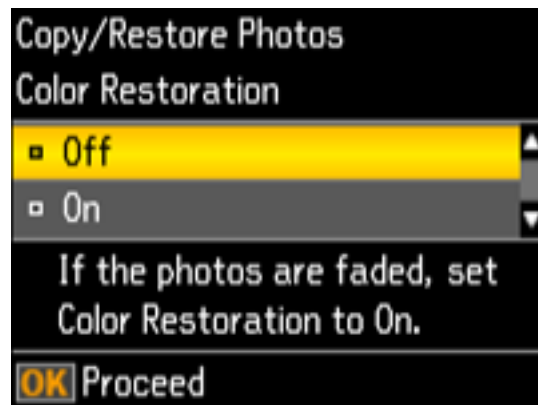 Copy/Restore Photos
Color Restoration
Off
On
If the photos are faded, set
Color Restoration to On.
OK Proceed